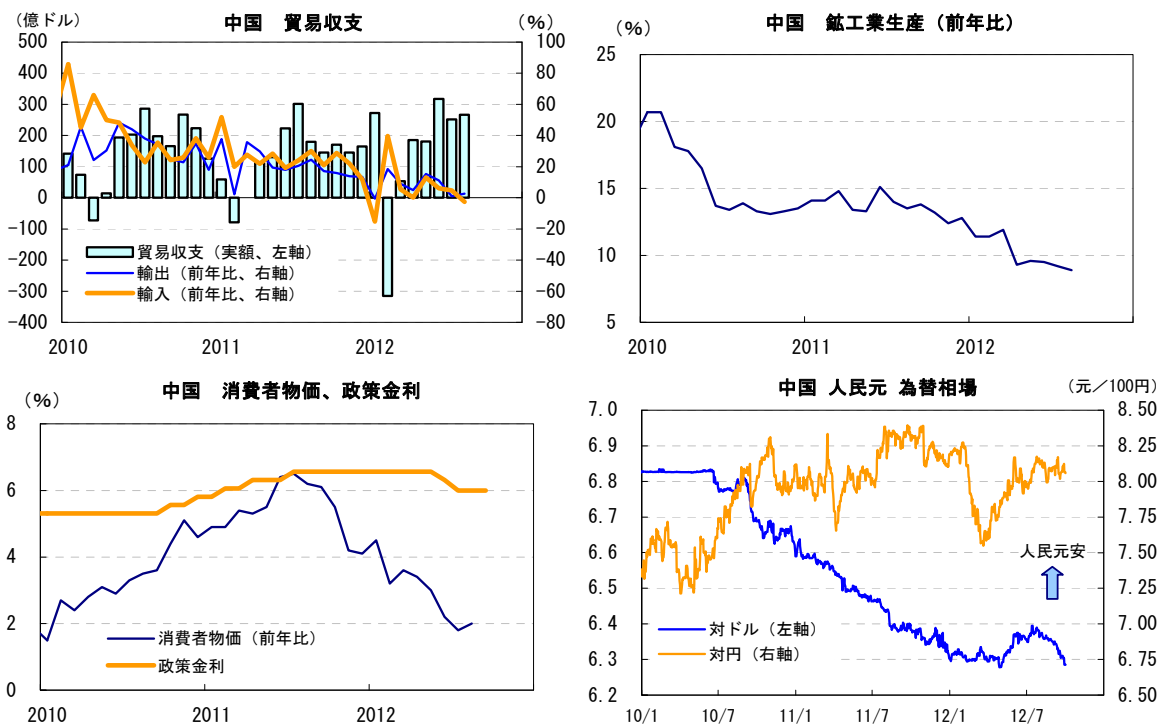 中国　貿易収支
（億ドル）
（％）
500
400
300
200
100
0
-100
-200
-300
-400
100
80
60
40
20
0
-20
-40
-60
-80
貿易収支（実額、左軸）
輸出（前年比、右軸）
輸入（前年比、右軸）
2010 2011 2012
中国　鉱工業生産（前年比）
（％）
25
20
15
10
5
2010 2011 2012
中国　消費者物価、政策金利
（％）
8
6
4
2
0
消費者物価（前年比）
政策金利
2010 2011 2012
中国 人民元 為替相場
（元／100円）
7.0
6.9
6.8
6.7
6.6
6.5
6.4
6.3
6.2
8.50
8.25
8.00
7.75
7.50
7.25
7.00
6.75
6.50
人民元安
対ドル（左軸）
対円（右軸）
10/1 10/7 11/1 11/7 12/1 12/7